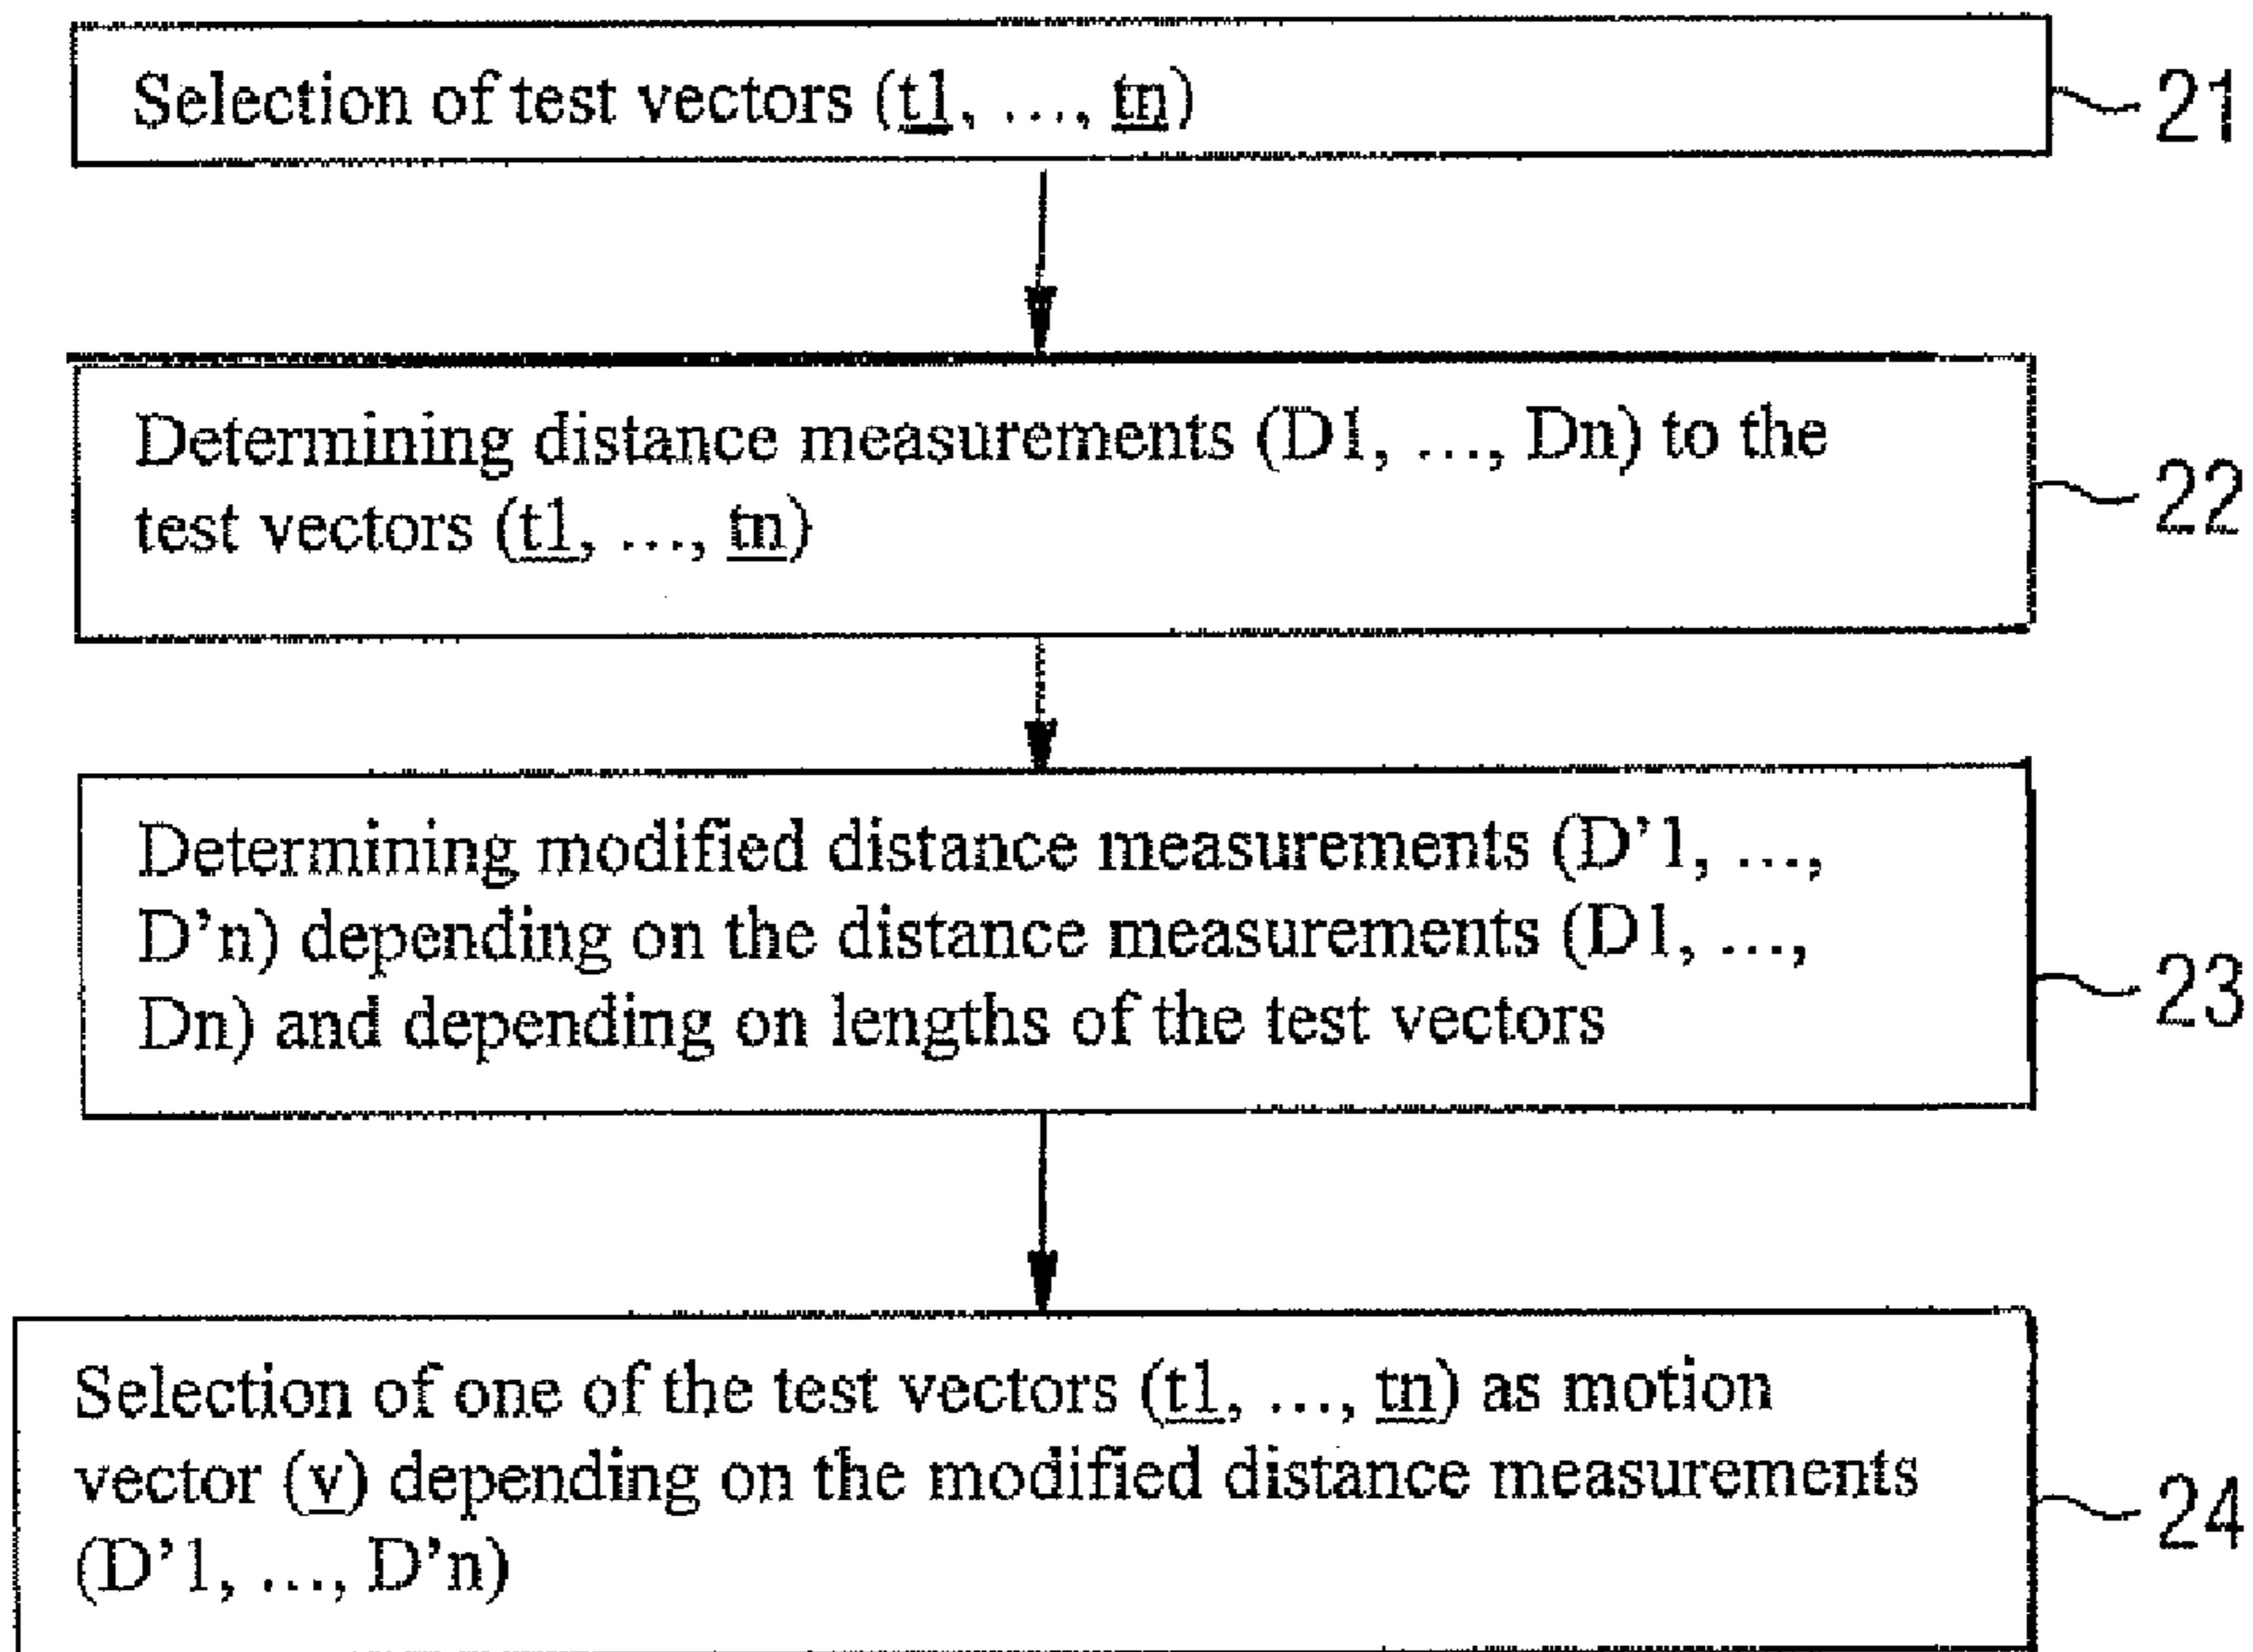 Selection of test vectors (t1, ..., tn)
21
Determining distance measurements (D1, ..., Dn) to the
test vectors (t1, ..., tn)
22
Determining modified distance measurements (D’1, ...,
D’n) depending on the distance measurements (D1, ...,
Dn) and depending on lengths of the test vectors
23
Selection of one of the test vectors (t1, ..., tn) as motion
vector (v) depending on the modified distance measurements
(D’1, ..., D’n)
24